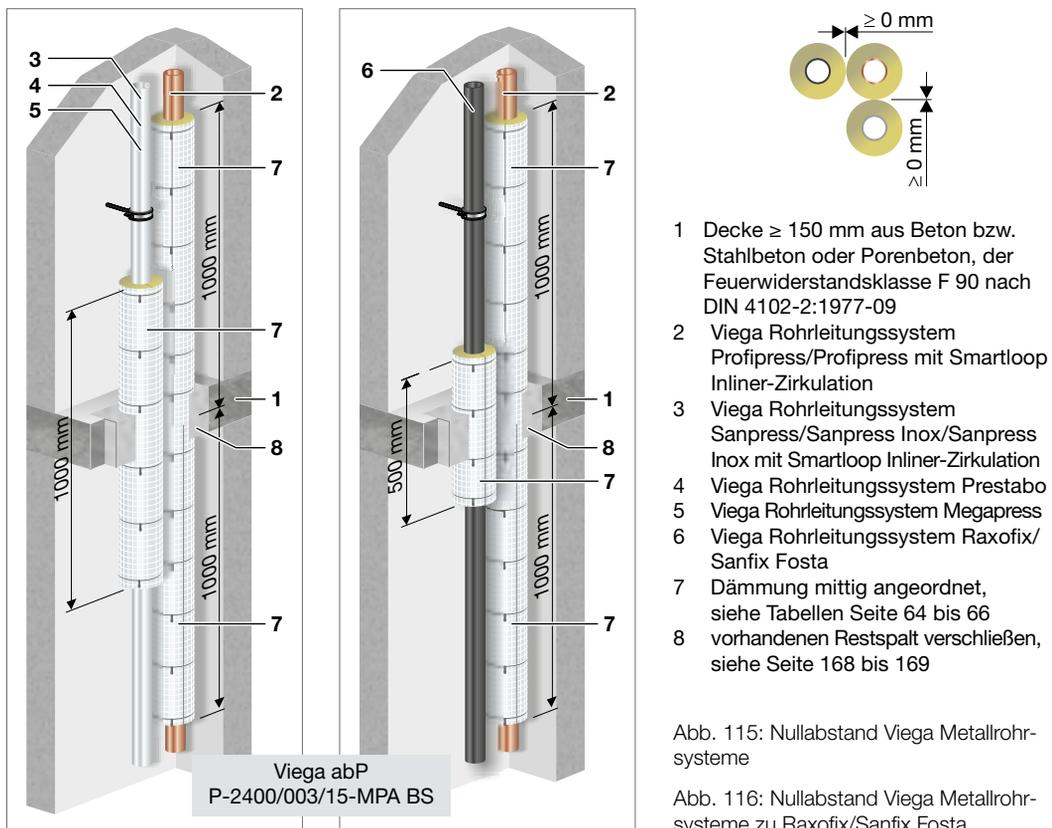 3
4
5
2
7
1000 mm
7
1000 mm
1
8
1000 mm
7
6
2
7
1000 mm
1
8
500 mm
7
1000 mm
7
Viega abP
P-2400/003/15-MPA BS
≥ 0 mm
≥ 0 mm
1 Decke ≥ 150 mm aus Beton bzw.
Stahlbeton oder Porenbeton, der
Feuerwiderstandsklasse F 90 nach
DIN 4102-2:1977-09
2 Viega Rohrleitungssystem
Profipress/Profipress mit Smartloop
Inliner-Zirkulation
3 Viega Rohrleitungssystem
Sanpress/Sanpress Inox/Sanpress
Inox mit Smartloop Inliner-Zirkulation
4 Viega Rohrleitungssystem Prestabo
5 Viega Rohrleitungssystem Megapress
6 Viega Rohrleitungssystem Raxofix/
Sanfix Fosta
7 Dämmung mittig angeordnet,
siehe Tabellen Seite 64 bis 66
8 vorhandenen Restspalt verschließen,
siehe Seite 168 bis 169
Abb. 115: Nullabstand Viega Metallrohr-
systeme
Abb. 116: Nullabstand Viega Metallrohr-
systeme zu Raxofix/Sanfix Fosta